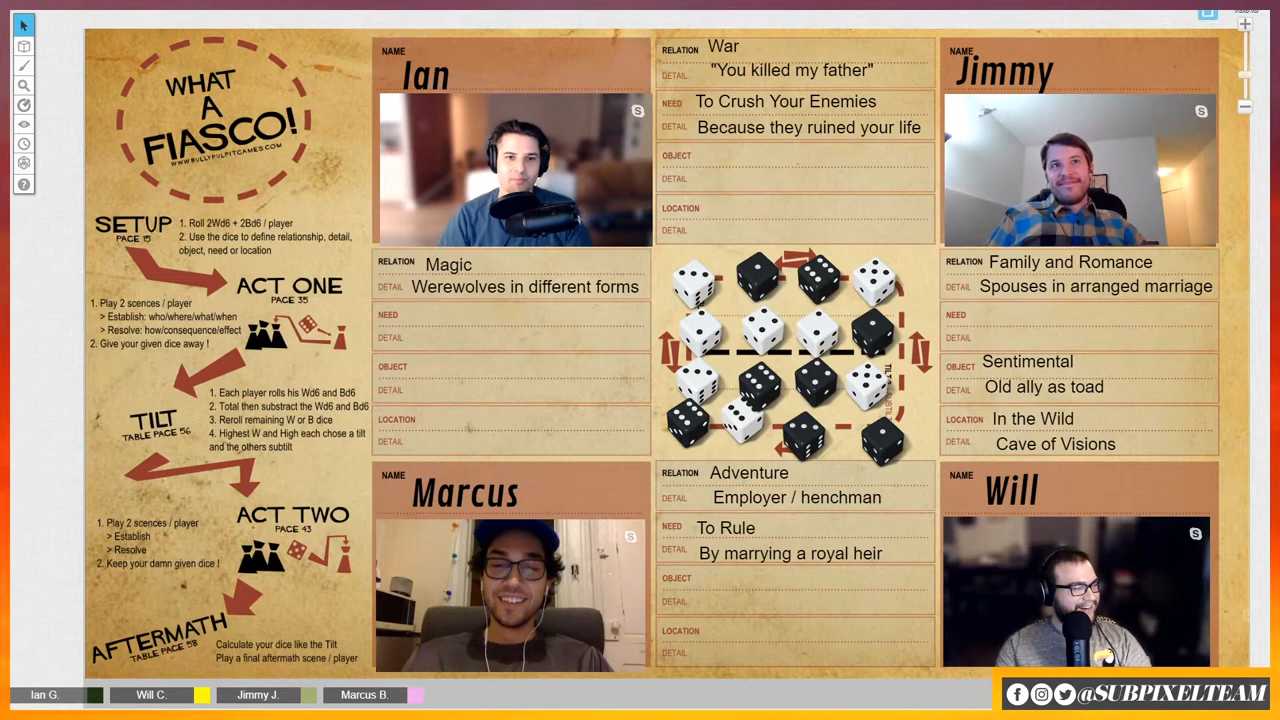 WHAT
A
FIASCO!
WWW.BULLYPULPITGAMES.COM
SETUP
PAGE 15
1. Roll 2Wd6 + 2Bd6 / player
2. Use the dice to define relationship, detail,
object, need or location
ACT ONE
PAGE 35
1. Play 2 scences / player
> Establish: who/where/what/when
> Resolve: how/consequence/effect
2. Give your given dice away !
TILT
TABLE PAGE 56
1. Each player rolls his Wd6 and Bd6
2. Total then substract the Wd6 and Bd6
3. Reroll remaining W or B dice
4. Highest W and High each chose a tilt
and the others subtilt
ACT TWO
PAGE 43
1. Play 2 scences / player
> Establish
> Resolve
2. Keep your damn given dice !
AFTERMATH
TABLE PAGE 58
Calculate your dice like the Tilt
Play a final aftermath scene / player
NAME
Ian
RELATION War
DETAIL "You killed my father"
NEED To Crush Your Enemies
DETAIL Because they ruined your life
OBJECT
DETAIL
LOCATION
DETAIL
NAME
Jimmy
RELATION Magic
DETAIL Werewolves in different forms
NEED
DETAIL
OBJECT
DETAIL
LOCATION
DETAIL
RELATION Family and Romance
DETAIL Spouses in arranged marriage
NEED
DETAIL
OBJECT Sentimental
DETAIL Old ally as toad
LOCATION In the Wild
DETAIL Cave of Visions
NAME
Marcus
RELATION Adventure
DETAIL Employer / henchman
NEED To Rule
DETAIL By marrying a royal heir
OBJECT
DETAIL
LOCATION
DETAIL
NAME
Will
Ian G.
Will C.
Jimmy J.
Marcus B.
@SUBPIXELTEAM